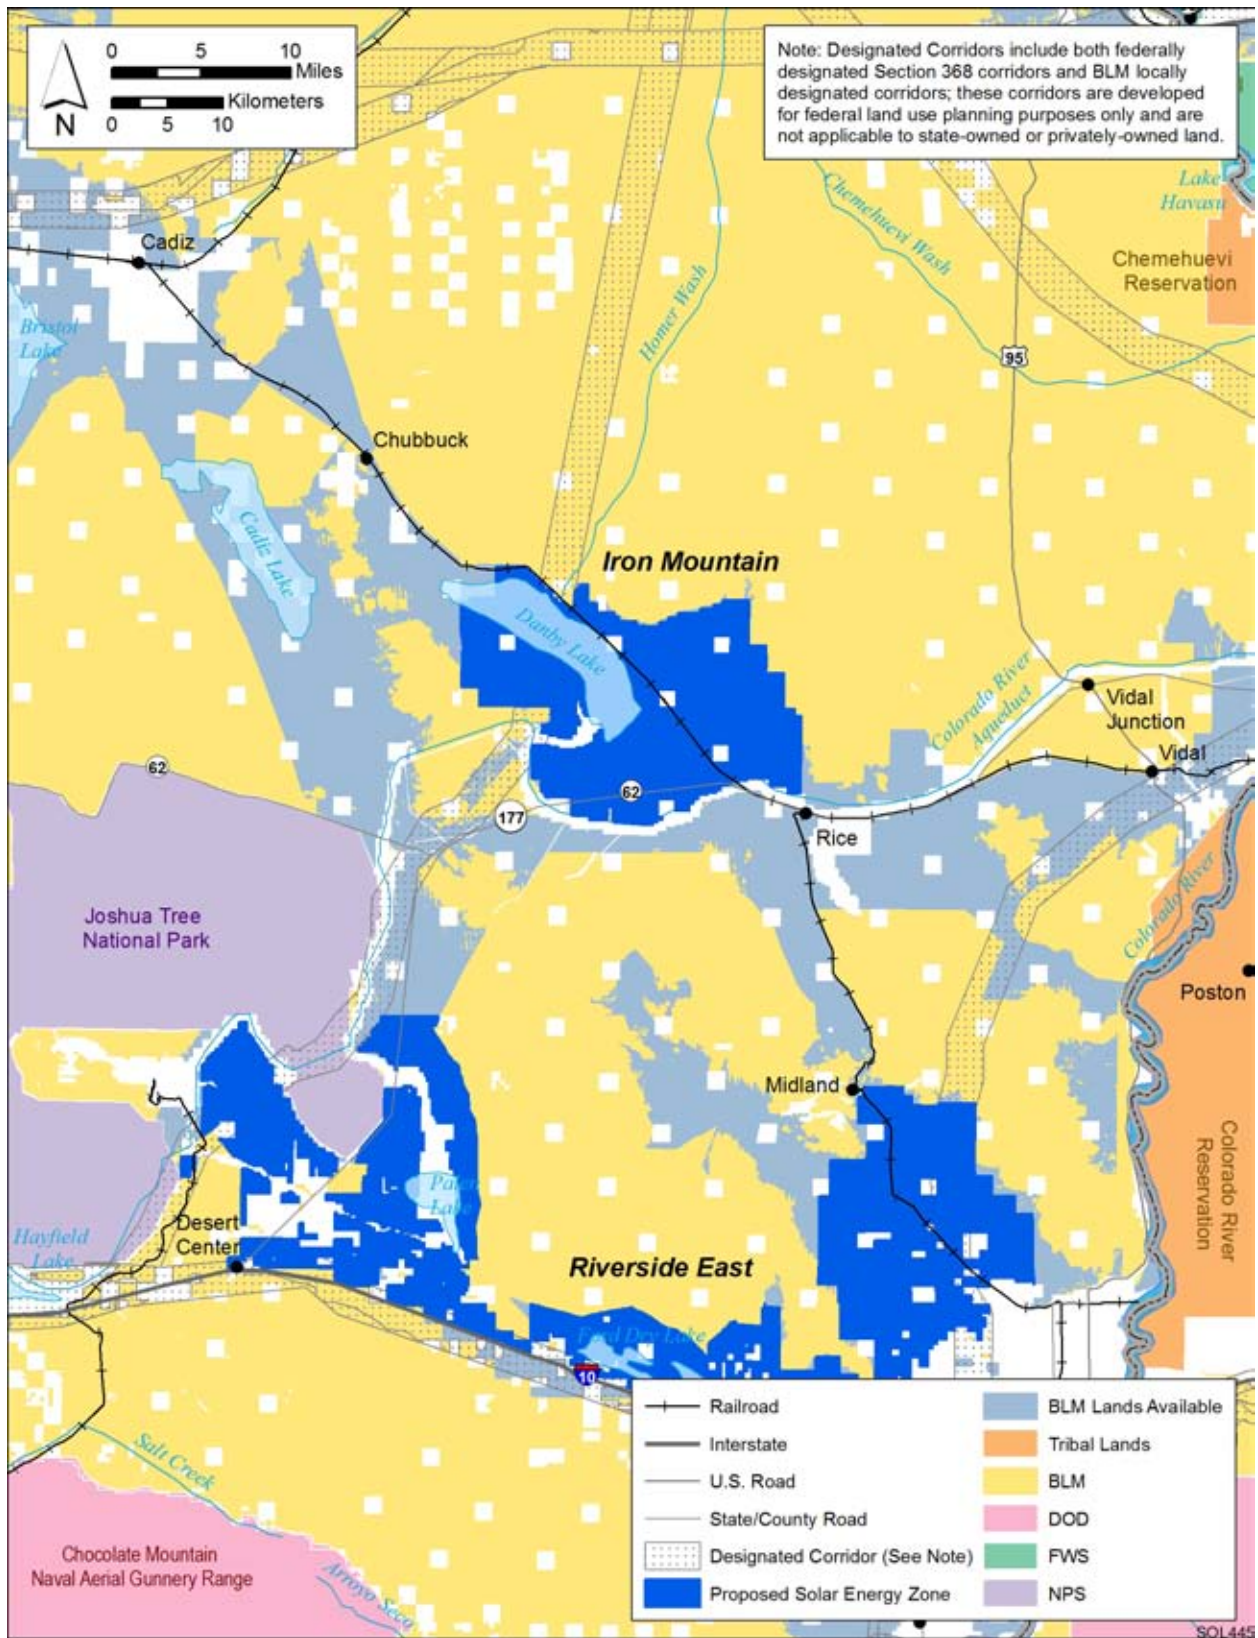 0 5 10
Miles
Kilometers
0 5 10
N
Note: Designated Corridors include both federally
designated Section 368 corridors and BLM locally
designated corridors; these corridors are developed
for federal land use planning purposes only and are
not applicable to state-owned or privately-owned land.
Lake
Havasu
Chemehuevi Wash
Cadiz
Chemehuevi
Reservation
Homer Wash
Bristol
Lake
95
Chubbuck
Cadiz Lake
Iron Mountain
Danby Lake
Colorado River
Aqueduct
Vidal
Junction
Vidal
62
62
177
Rice
Joshua Tree
National Park
Colorado River
Poston
Midland
Colorado River
Reservation
Palen
Lake
Desert
Center
Hayfield
Lake
Riverside East
Ford Dry Lake
10
Salt Creek
Chocolate Mountain
Naval Aerial Gunnery Range
Arroyo Seco
Railroad
Interstate
U.S. Road
State/County Road
Designated Corridor (See Note)
Proposed Solar Energy Zone
BLM Lands Available
Tribal Lands
BLM
DOD
FWS
NPS
SOL445